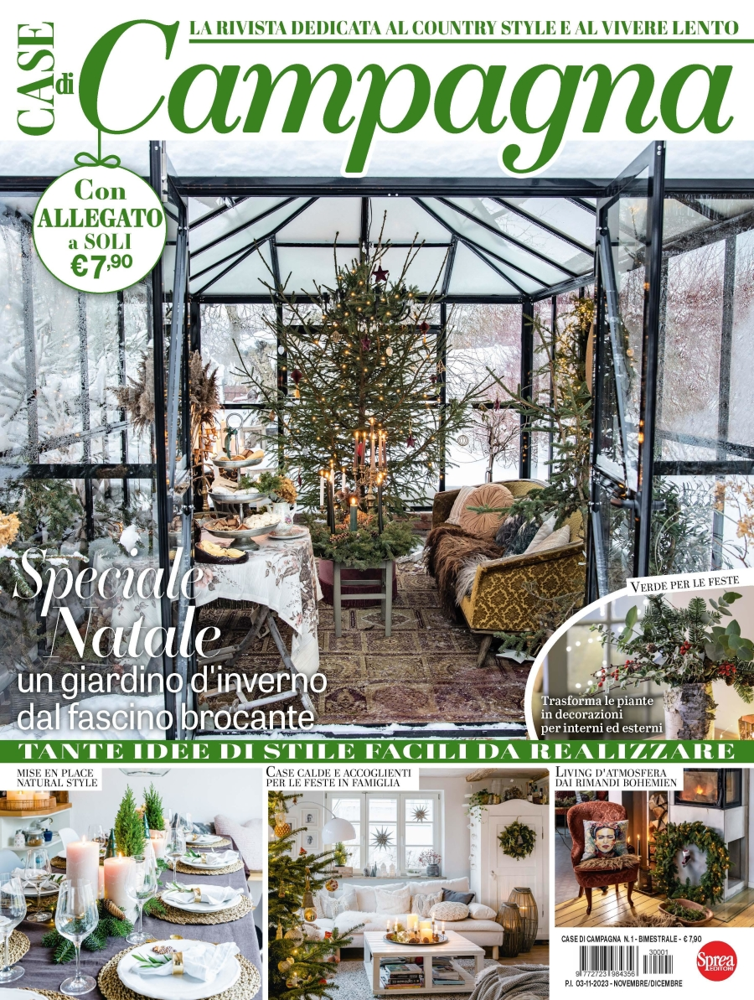 CASE
di
Campagna
LA RIVISTA DEDICATA AL COUNTRY STYLE E AL VIVERE LENTO
Con
ALLEGATO
a SOLI
€7,90
Speciale
Natale
un giardino d'inverno
dal fascino brocante
VERDE PER LE FESTE
Trasforma le piante
in decorazioni
per interni ed esterni
TANTE IDEE DI STILE FACILI DA REALIZZARE
MISE EN PLACE
NATURAL STYLE
CASE CALDE E ACCOGLIENTI
PER LE FESTE IN FAMIGLIA
LIVING D'ATMOSFERA
DAI RIMANDI BOHEMIEN
CASE DI CAMPAGNA N.1 - BIMESTRALE - € 7,90
30001
9 772723 984356
P.I. 03-11-2023 - NOVEMBRE/DICEMBRE
Sprea
EDITORI